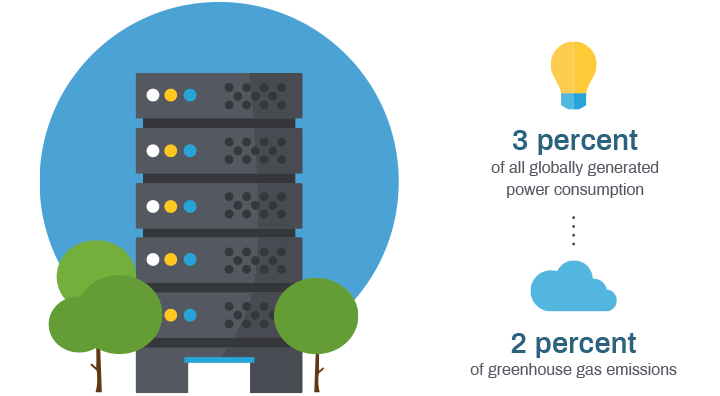 3 percent
of all globally generated
power consumption
2 percent
of greenhouse gas emissions